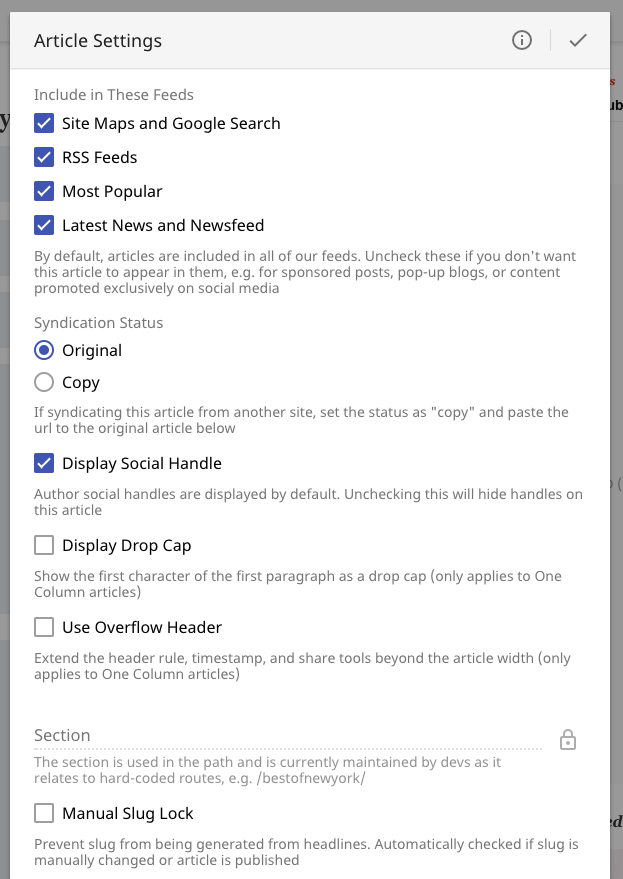 Article Settings
Include in These Feeds
Site Maps and Google Search
RSS Feeds
Most Popular
Latest News and Newsfeed
By default, articles are included in all of our feeds. Uncheck these if you don't want
this article to appear in them, e.g. for sponsored posts, pop-up blogs, or content
promoted exclusively on social media
Syndication Status
Original
Copy
If syndicating this article from another site, set the status as "copy" and paste the
url to the original article below
Display Social Handle
Author social handles are displayed by default. Unchecking this will hide handles on
this article
Display Drop Cap
Show the first character of the first paragraph as a drop cap (only applies to One
Column articles)
Use Overflow Header
Extend the header rule, timestamp, and share tools beyond the article width (only
applies to One Column articles)
Section
The section is used in the path and is currently maintained by devs as it
relates to hard-coded routes, e.g. /bestofnewyork/
Manual Slug Lock
Prevent slug from being generated from headlines. Automatically checked if slug is
manually changed or article is published